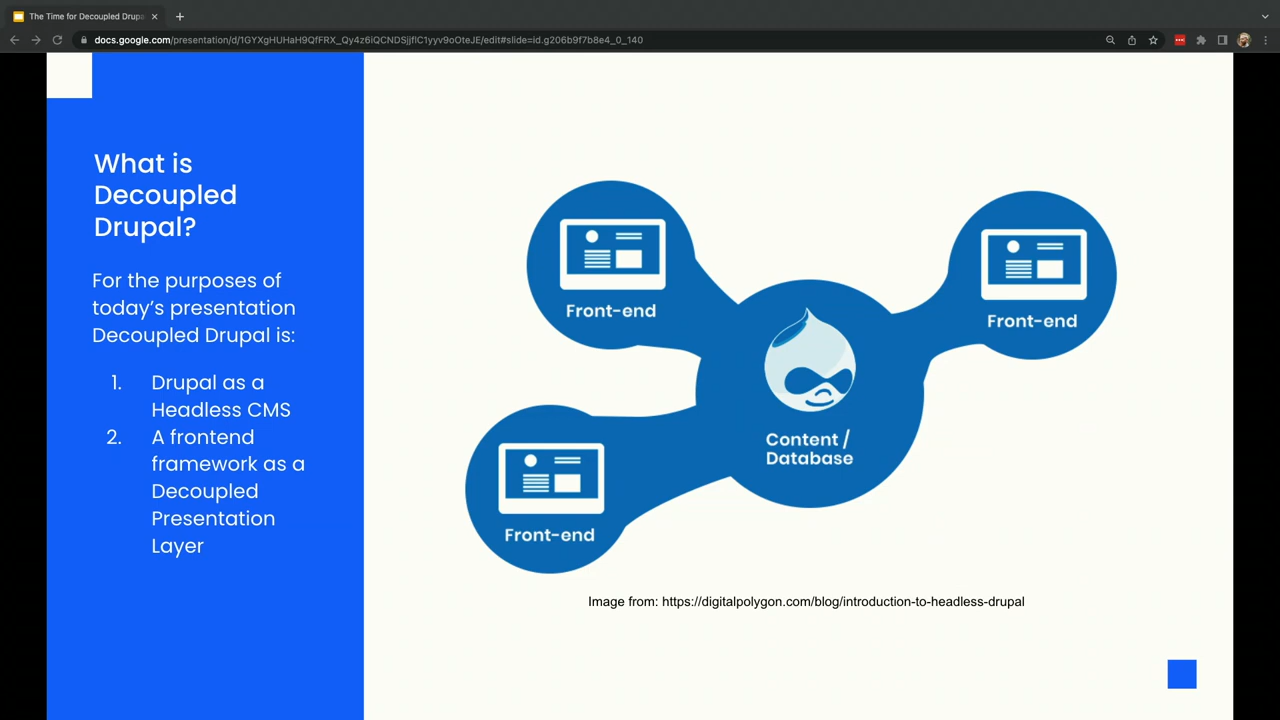 The Time for Decoupled Drupa
docs.google.com/presentation/d/1GYXgHUHaH9QfFRX_Qy4z6iQCNDSjjflC1yyv9oOteJE/edit#slide=id.g206b9f7b8e4_0_140
What is
Decoupled
Drupal?
For the purposes of
today’s presentation
Decoupled Drupal is:
1. Drupal as a
Headless CMS
2. A frontend
framework as a
Decoupled
Presentation
Layer
Front-end
Front-end
Content /
Database
Front-end
Image from: https://digitalpolygon.com/blog/introduction-to-headless-drupal